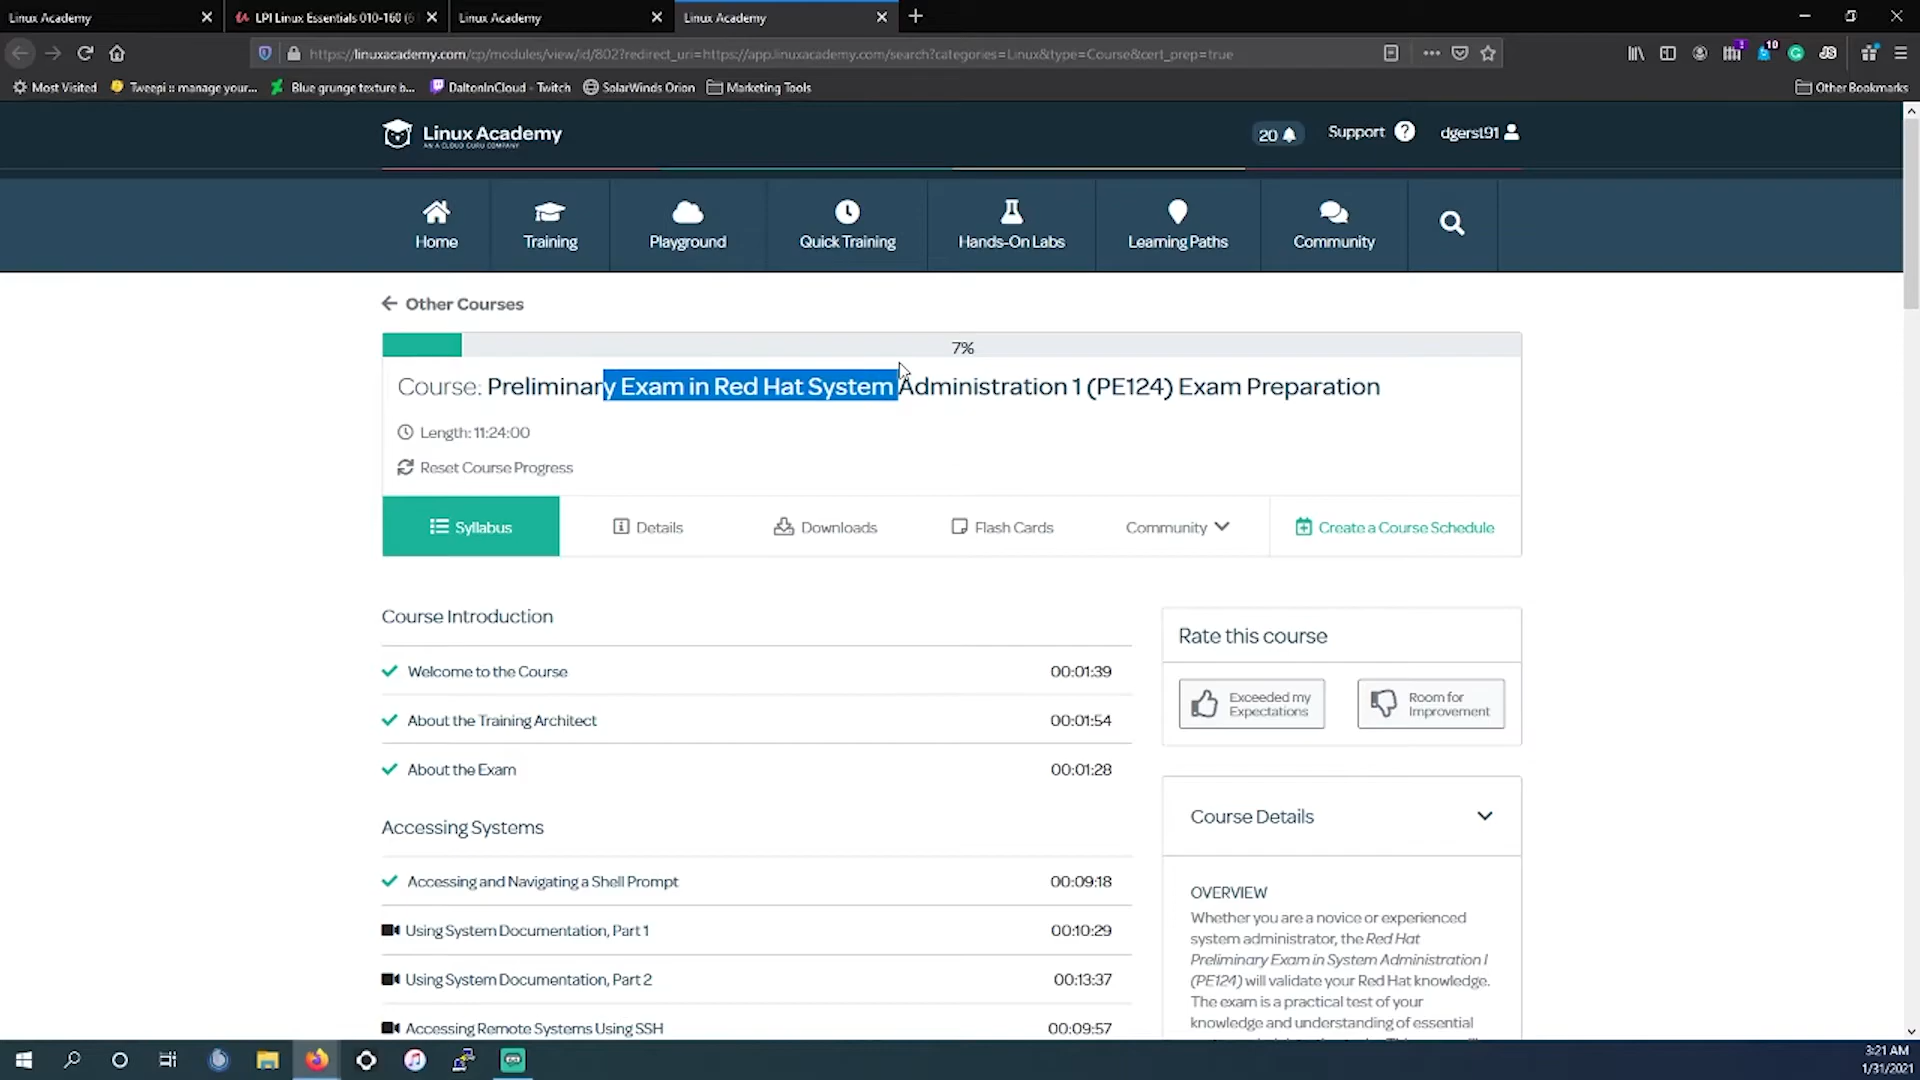 Linux Academy
LPI Linux Essentials 010-160 (6
Linux Academy
Linux Academy
https://linuxacademy.com/cp/modules/view/id/802?redirect_uri=https://app.linuxacademy.com/search?categories=Linux&type=Course&cert_prep=true
10
Most Visited
Tweepi :: manage your...
Blue grunge texture b...
DaltonInCloud - Twitch
SolarWinds Orion
Marketing Tools
Other Bookmarks
Linux Academy
AN A CLOUD GURU COMPANY
20
Support
dgerst91
Home
Training
Playground
Quick Training
Hands-On Labs
Learning Paths
Community
Other Courses
7%
Course: Preliminary Exam in Red Hat System Administration 1 (PE124) Exam Preparation
Length: 11:24:00
Reset Course Progress
Syllabus
Details
Downloads
Flash Cards
Community
Create a Course Schedule
Course Introduction
Welcome to the Course 00:01:39
About the Training Architect 00:01:54
About the Exam 00:01:28
Accessing Systems
Accessing and Navigating a Shell Prompt 00:09:18
Using System Documentation, Part 1 00:10:29
Using System Documentation, Part 2 00:13:37
Accessing Remote Systems Using SSH 00:09:57
Rate this course
Exceeded my
Expectations
Room for
Improvement
Course Details
OVERVIEW
Whether you are a novice or experienced
system administrator, the Red Hat
Preliminary Exam in System Administration I
(PE124) will validate your Red Hat knowledge.
The exam is a practical test of your
knowledge and understanding of essential
3:21 AM
1/31/2021